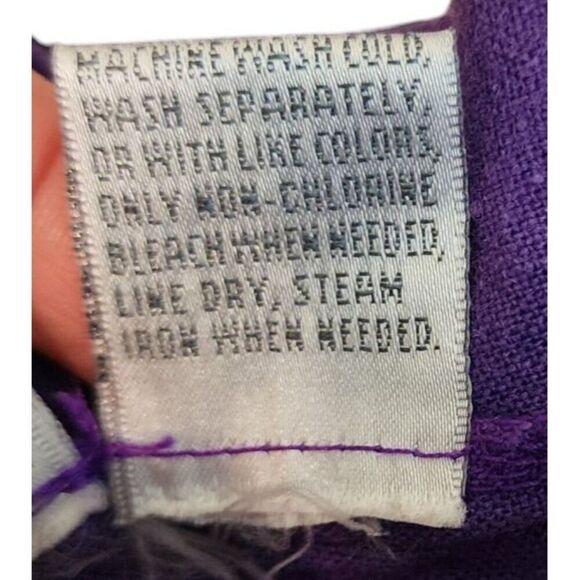 MACHINE WASH COLD,
WASH SEPARATELY,
OR WITH LIKE COLORS,
ONLY NON-CHLORINE
BLEACH WHEN NEEDED,
LINE DRY, STEAM
IRON WHEN NEEDED.